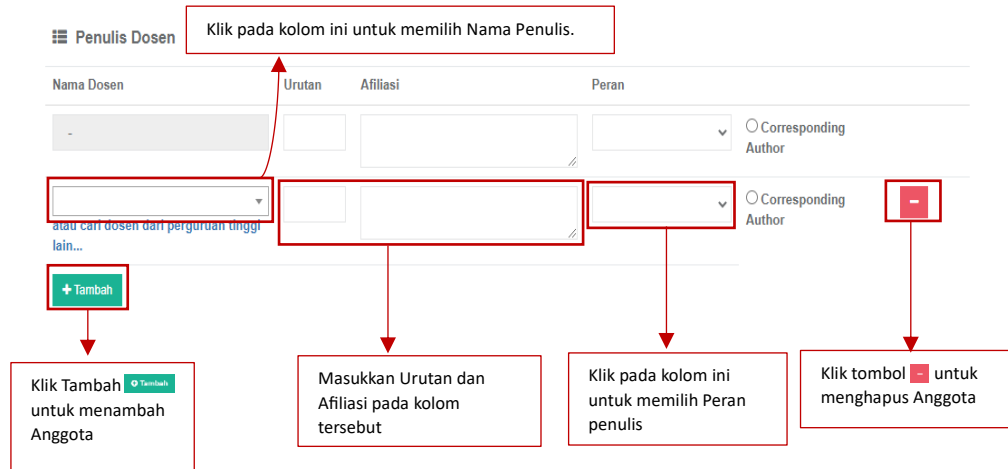 Klik pada kolom ini untuk memilih Nama Penulis.
Penulis Dosen
Nama Dosen Urutan Afiliasi Peran
-
Corresponding
Author
Corresponding
Author
-
atau cari dosen dari perguruan tinggi
lain...
+ Tambah
Klik Tambah Tambah
untuk menambah
Anggota
Masukkan Urutan dan
Afiliasi pada kolom
tersebut
Klik pada kolom ini
untuk memilih Peran
penulis
Klik tombol - untuk
menghapus Anggota